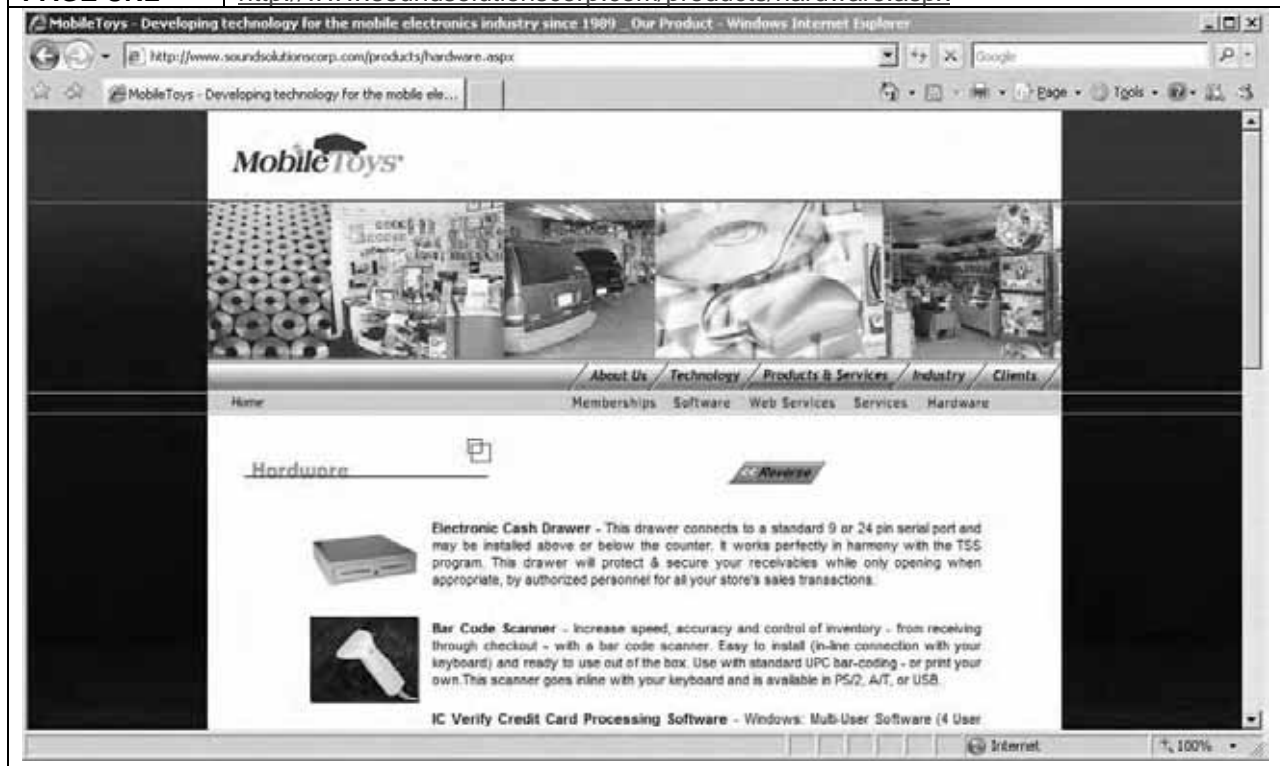 MobileToys - Developing technology for the mobile electronics industry since 1989 _ Our Product - Windows Internet Explorer
http://www.soundsolutionscorp.com/products/hardware.aspx
Google
MobileToys - Developing technology for the mobile ele...
Page
Tools
MobileToys
About Us / Technology / Products & Services / Industry / Clients /
Home
Memberships Software Web Services Services Hardware
Hardware
Reverse
Electronic Cash Drawer - This drawer connects to a standard 9 or 24 pin serial port and
may be installed above or below the counter. It works perfectly in harmony with the TSS
program. This drawer will protect & secure your receivables while only opening when
appropriate, by authorized personnel for all your store's sales transactions.
Bar Code Scanner - Increase speed, accuracy and control of inventory - from receiving
through checkout - with a bar code scanner. Easy to install (in-line connection with your
keyboard) and ready to use out of the box. Use with standard UPC bar-coding - or print your
own.This scanner goes inline with your keyboard and is available in PS/2, A/T, or USB.
IC Verify Credit Card Processing Software - Windows: Multi-User Software (4 User
Internet
100%